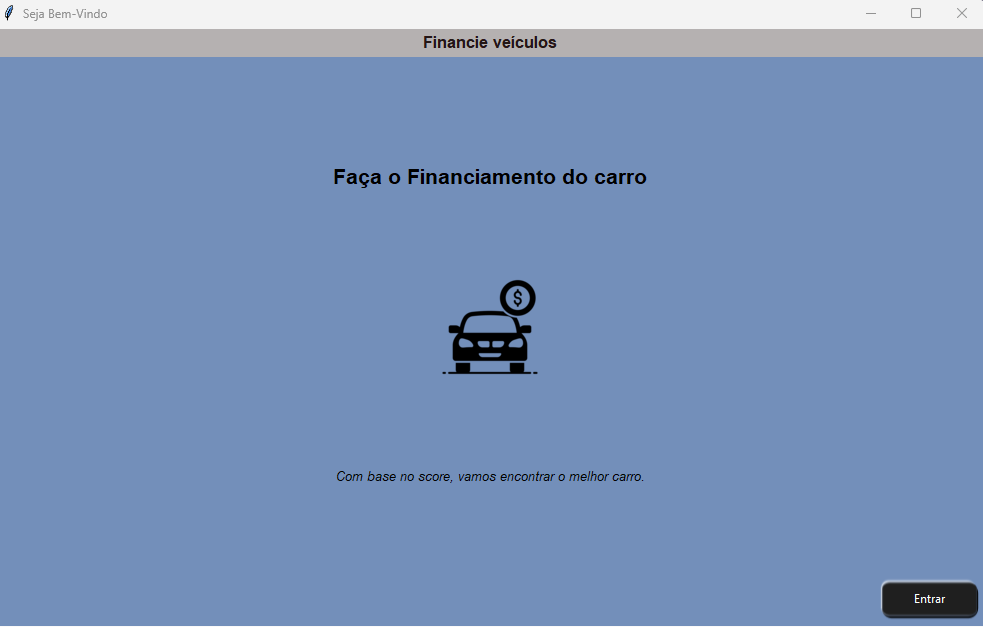 Seja Bem-Vindo
Financie veículos
Faça o Financiamento do carro
$
Com base no score, vamos encontrar o melhor carro.
Entrar